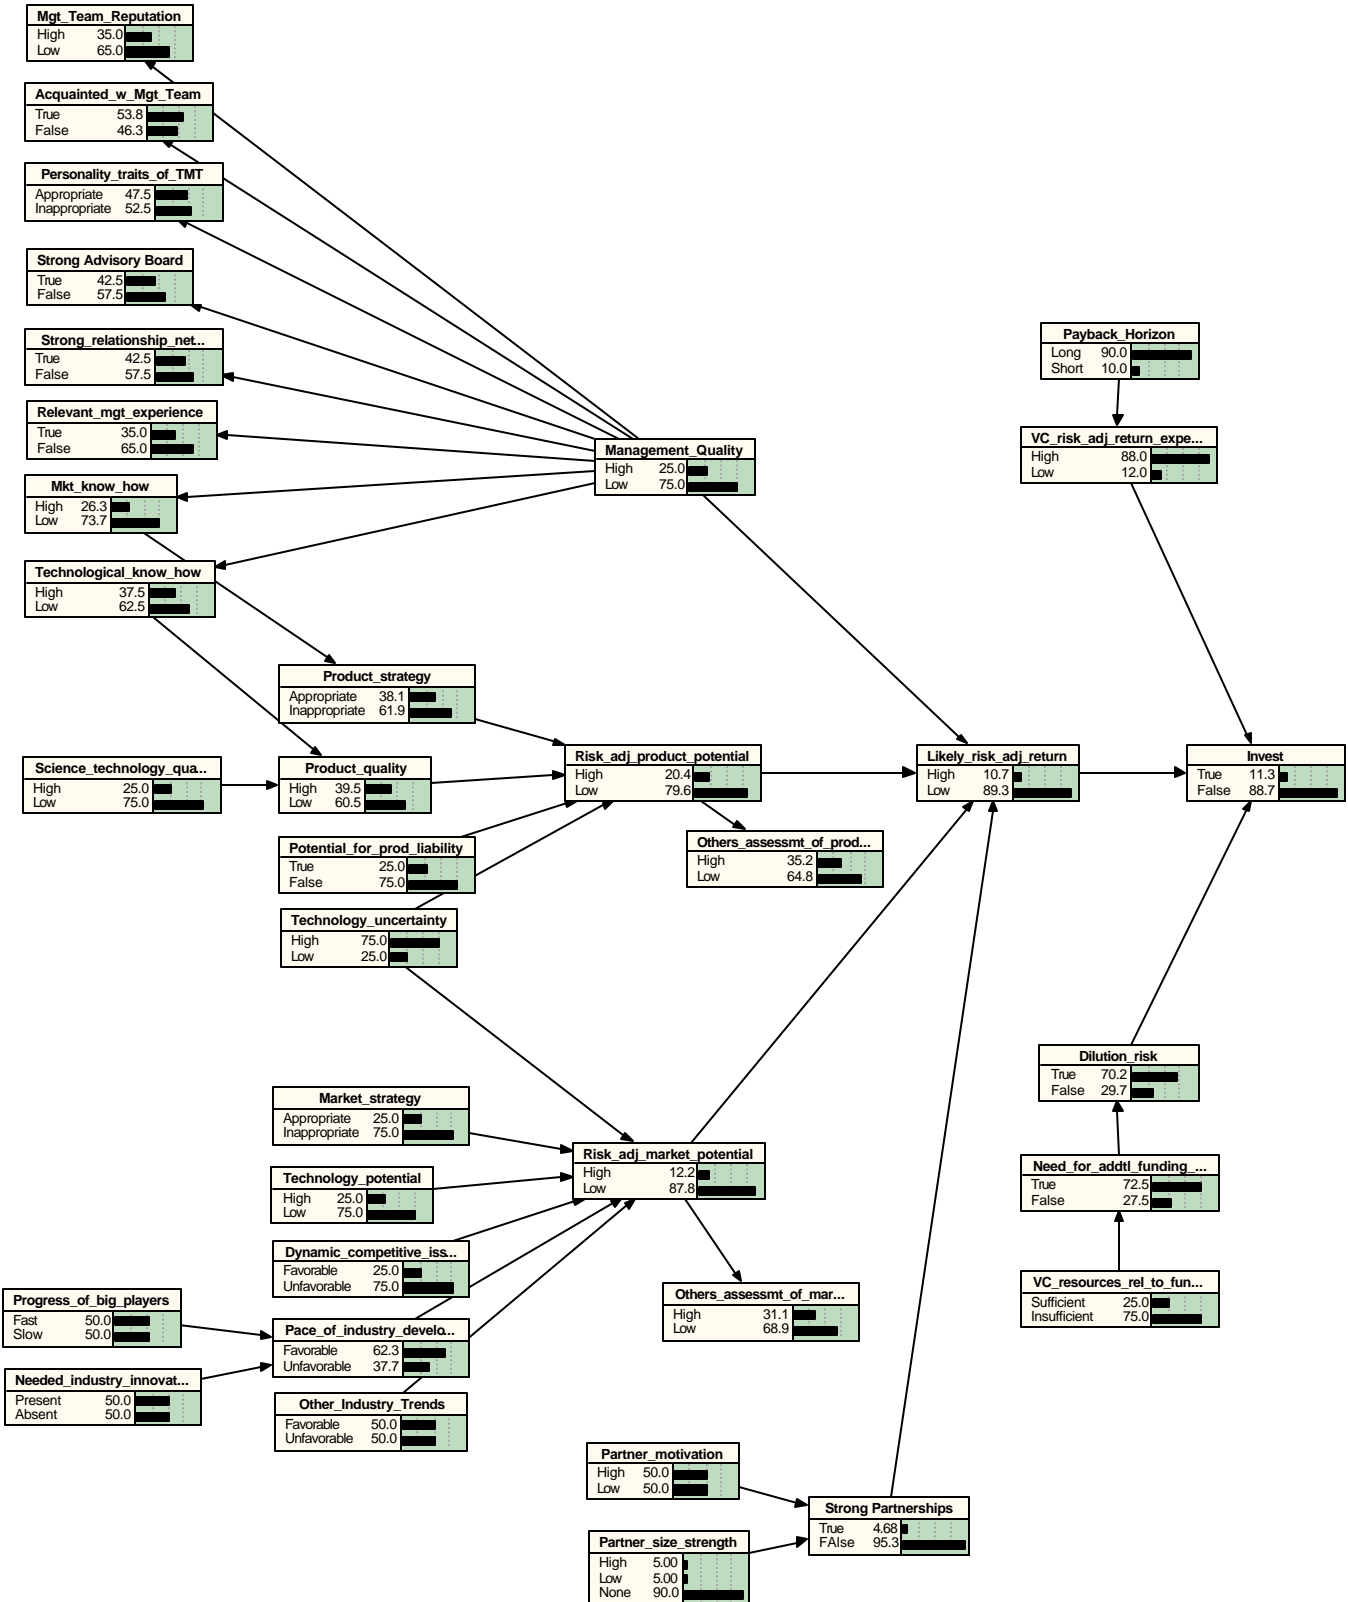 Mgt_Team_Reputation
High 35.0
Low 65.0
Acquainted_w_Mgt_Team
True 53.8
False 46.3
Personality_traits_of_TMT
Appropriate 47.5
Inappropriate 52.5
Strong Advisory Board
True 42.5
False 57.5
Strong_relationship_net...
True 42.5
False 57.5
Relevant_mgt_experience
True 35.0
False 65.0
Mkt_know_how
High 26.3
Low 73.7
Technological_know_how
High 37.5
Low 62.5
Management_Quality
High 25.0
Low 75.0
Payback_Horizon
Long 90.0
Short 10.0
VC_risk_adj_return_expe...
High 88.0
Low 12.0
Product_strategy
Appropriate 38.1
Inappropriate 61.9
Science_technology_qua...
High 25.0
Low 75.0
Product_quality
High 39.5
Low 60.5
Risk_adj_product_potential
High 20.4
Low 79.6
Likely_risk_adj_return
High 10.7
Low 89.3
Invest
True 11.3
False 88.7
Potential_for_prod_liability
True 25.0
False 75.0
Others_assessmt_of_prod...
High 35.2
Low 64.8
Technology_uncertainty
High 75.0
Low 25.0
Dilution_risk
True 70.2
False 29.7
Market_strategy
Appropriate 25.0
Inappropriate 75.0
Technology_potential
High 25.0
Low 75.0
Risk_adj_market_potential
High 12.2
Low 87.8
Need_for_addtl_funding_...
True 72.5
False 27.5
Dynamic_competitive_iss...
Favorable 25.0
Unfavorable 75.0
VC_resources_rel_to_fun...
Sufficient 25.0
Insufficient 75.0
Progress_of_big_players
Fast 50.0
Slow 50.0
Others_assessmt_of_mar...
High 31.1
Low 68.9
Pace_of_industry_develo...
Favorable 62.3
Unfavorable 37.7
Needed_industry_innovat...
Present 50.0
Absent 50.0
Other_Industry_Trends
Favorable 50.0
Unfavorable 50.0
Partner_motivation
High 50.0
Low 50.0
Strong Partnerships
True 4.68
FAlse 95.3
Partner_size_strength
High 5.00
Low 5.00
None 90.0